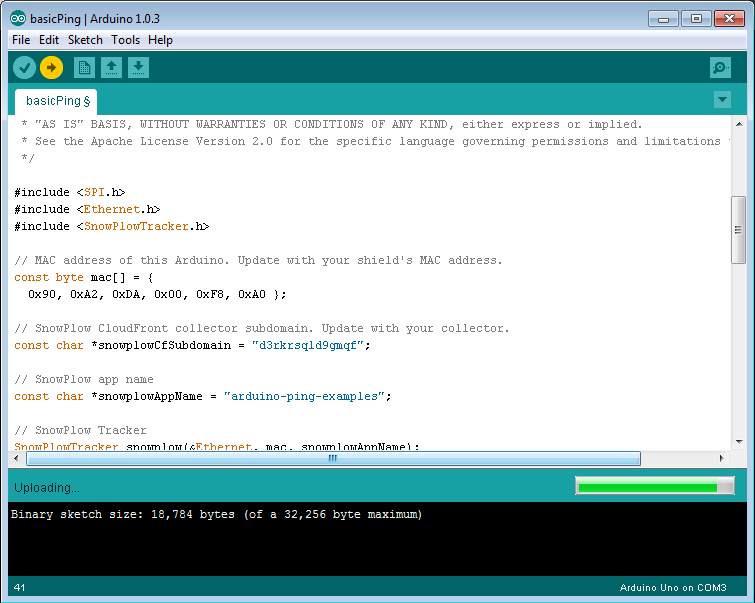 basicPing | Arduino 1.0.3
File Edit Sketch Tools Help
basicPing §
* "AS IS" BASIS, WITHOUT WARRANTIES OR CONDITIONS OF ANY KIND, either express or implied.
* See the Apache License Version 2.0 for the specific language governing permissions and limitations
*/
#include <SPI.h>
#include <Ethernet.h>
#include <SnowPlowTracker.h>
// MAC address of this Arduino. Update with your shield's MAC address.
const byte mac[] = {
0x90, 0xA2, 0xDA, 0x00, 0xF8, 0xA0 };
// SnowPlow CloudFront collector subdomain. Update with your collector.
const char *snowplowCfSubdomain = "d3rkrsqld9gmqf";
// SnowPlow app name
const char *snowplowAppName = "arduino-ping-examples";
// SnowPlow Tracker
SnowPlowTracker snowplow(&Ethernet, mac, snowplowAppName);
Uploading...
Binary sketch size: 18,784 bytes (of a 32,256 byte maximum)
41
Arduino Uno on COM3